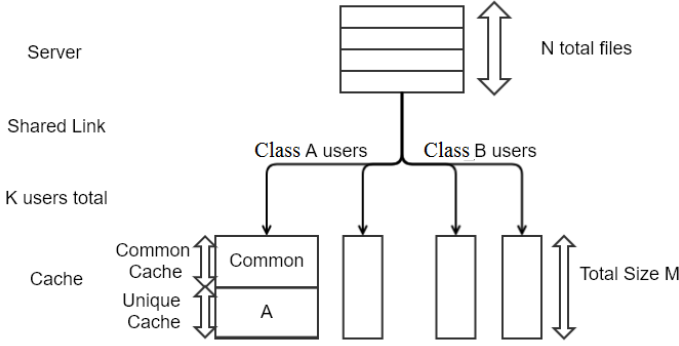 Server
N total files
Shared Link
Class A users
Class B users
K users total
Common
Cache
Common
Cache
Total Size M
Unique
Cache
A